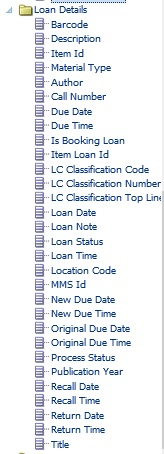 Loan Details
Barcode
Description
Item Id
Material Type
Author
Call Number
Due Date
Due Time
Is Booking Loan
Item Loan Id
LC Classification Code
LC Classification Number
LC Classification Top Line
Loan Date
Loan Note
Loan Status
Loan Time
Location Code
MMS Id
New Due Date
New Due Time
Original Due Date
Original Due Time
Process Status
Publication Year
Recall Date
Recall Time
Return Date
Return Time
Title